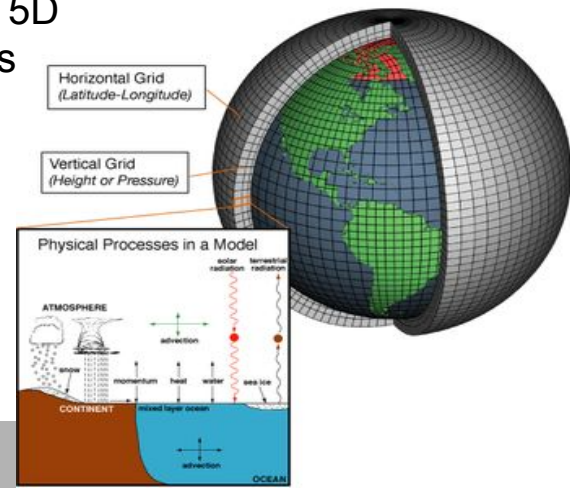 5D
s
Horizontal Grid
(Latitude-Longitude)
Vertical Grid
(Height or Pressure)
Physical Processes in a Model
solar
radiation
terrestrial
radiation
ATMOSPHERE
advection
snow
momentum
heat
water
sea ice
CONTINENT
mixed layer ocean
advection
OCEAN